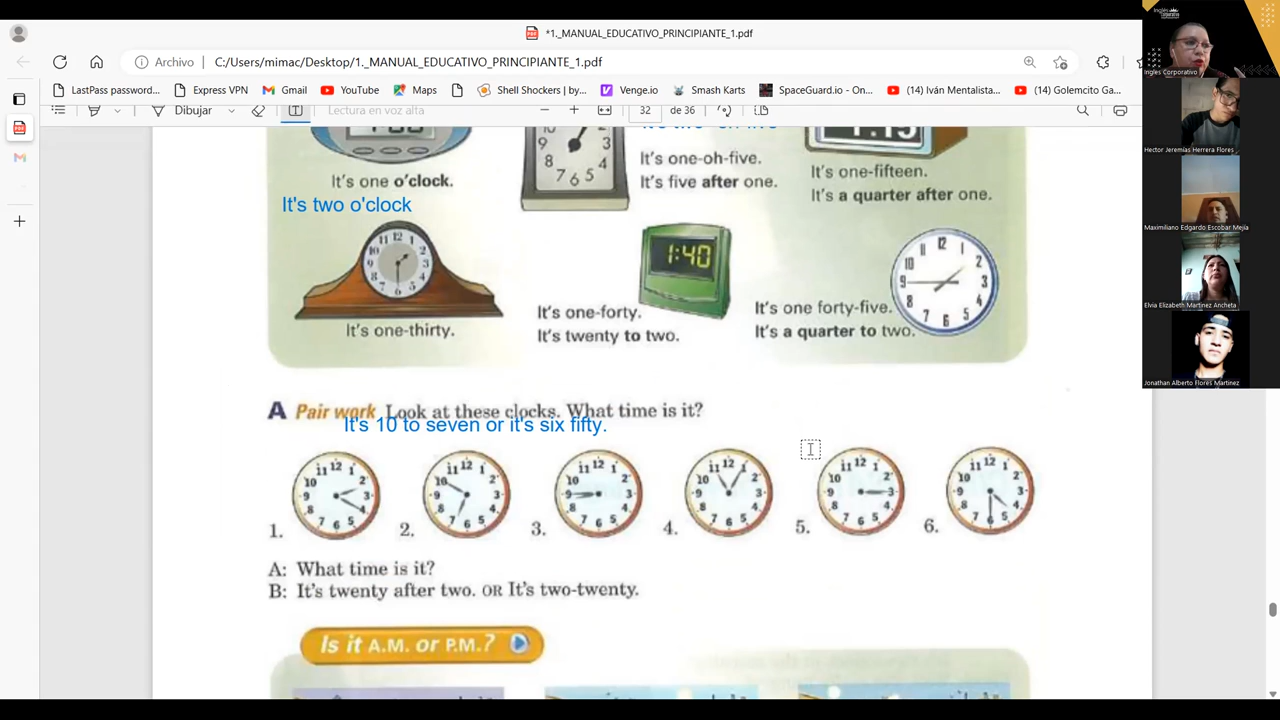 *1._MANUAL_EDUCATIVO_PRINCIPIANTE_1.pdf
Archivo C:/Users/mimac/Desktop/1._MANUAL_EDUCATIVO_PRINCIPIANTE_1.pdf
LastPass password... Express VPN Gmail YouTube Maps Shell Shockers | by... Venge.io Smash Karts SpaceGuard.io - On... (14) Iván Mentalista... (14) Golemcito Ga...
Dibujar Lectura en voz alta 32 de 36
It's one o'clock.
It's two o'clock
It's one-oh-five.
It's five after one.
It's one-fifteen.
It's a quarter after one.
It's one-thirty.
1:40
It's one-forty.
It's twenty to two.
It's one forty-five.
It's a quarter to two.
A Pair work Look at these clocks. What time is it?
It's 10 to seven or it's six fifty.
1. 2. 3. 4. 5. 6.
A: What time is it?
B: It's twenty after two. OR It's two-twenty.
Is it A.M. or P.M.?
Inglés Corporativo
Hector Jeremías Herrera Flores
Maximiliano Edgardo Escobar Mejía
Elvia Elizabeth Martinez Ancheta
Jonathan Alberto Flores Martinez